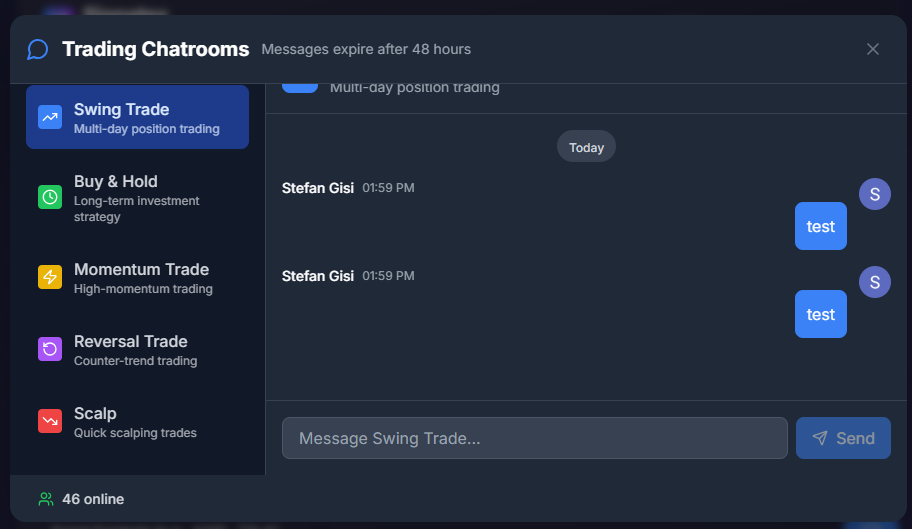 Trading Chatrooms Messages expire after 48 hours
Swing Trade
Multi-day position trading
Buy & Hold
Long-term investment
strategy
Momentum Trade
High-momentum trading
Reversal Trade
Counter-trend trading
Scalp
Quick scalping trades
46 online
Multi-day position trading
Today
Stefan Gisi 01:59 PM
S
test
Stefan Gisi 01:59 PM
S
test
Message Swing Trade...
Send